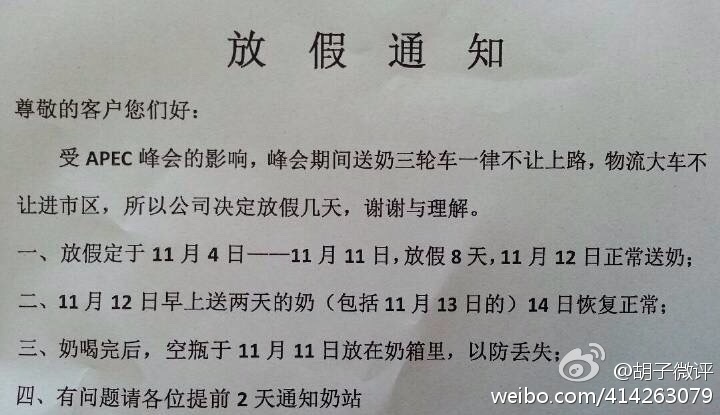 放假通知
尊敬的客户您们好：
受 APEC 峰会的影响，峰会期间送奶三轮车一律不让上路，物流大车不
让进市区，所以公司决定放假几天，谢谢与理解。
一、放假定于 11 月 4 日——11 月 11 日，放假 8 天，11 月 12 日正常送奶；
二、11 月 12 日早上送两天的奶（包括 11 月 13 日的）14 日恢复正常；
三、奶喝完后，空瓶于 11 月 11 日放在奶箱里，以防丢失；
四、有问题请各位提前 2 天通知奶站
@胡子微评
weibo.com/414263079